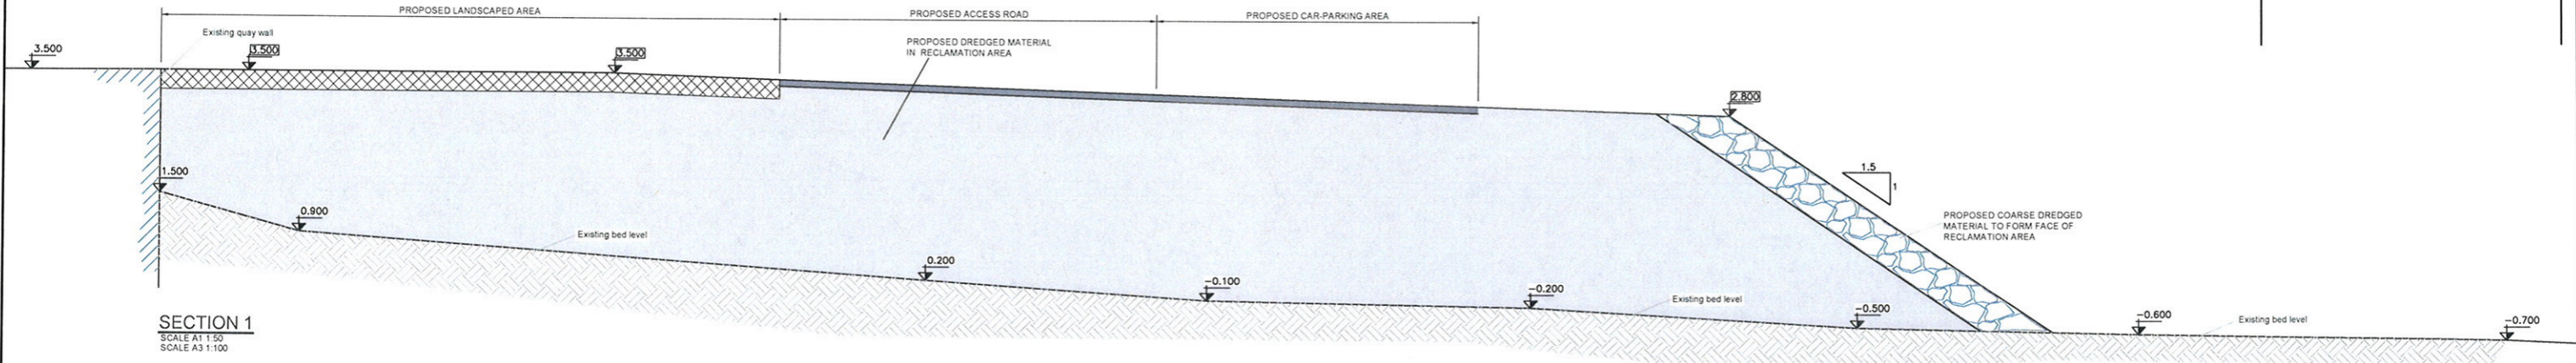 PROPOSED LANDSCAPED AREA
PROPOSED ACCESS ROAD
PROPOSED CAR-PARKING AREA
Existing quay wall
3.500
3.500
3.500
PROPOSED DREDGED MATERIAL
IN RECLAMATION AREA
2.800
1.5
1
1.500
0.900
Existing bed level
PROPOSED COARSE DREDGED
MATERIAL TO FORM FACE OF
RECLAMATION AREA
0.200
-0.100
-0.200
Existing bed level
-0.500
-0.600
Existing bed level
-0.700
SECTION 1
SCALE A1 1:50
SCALE A3 1:100